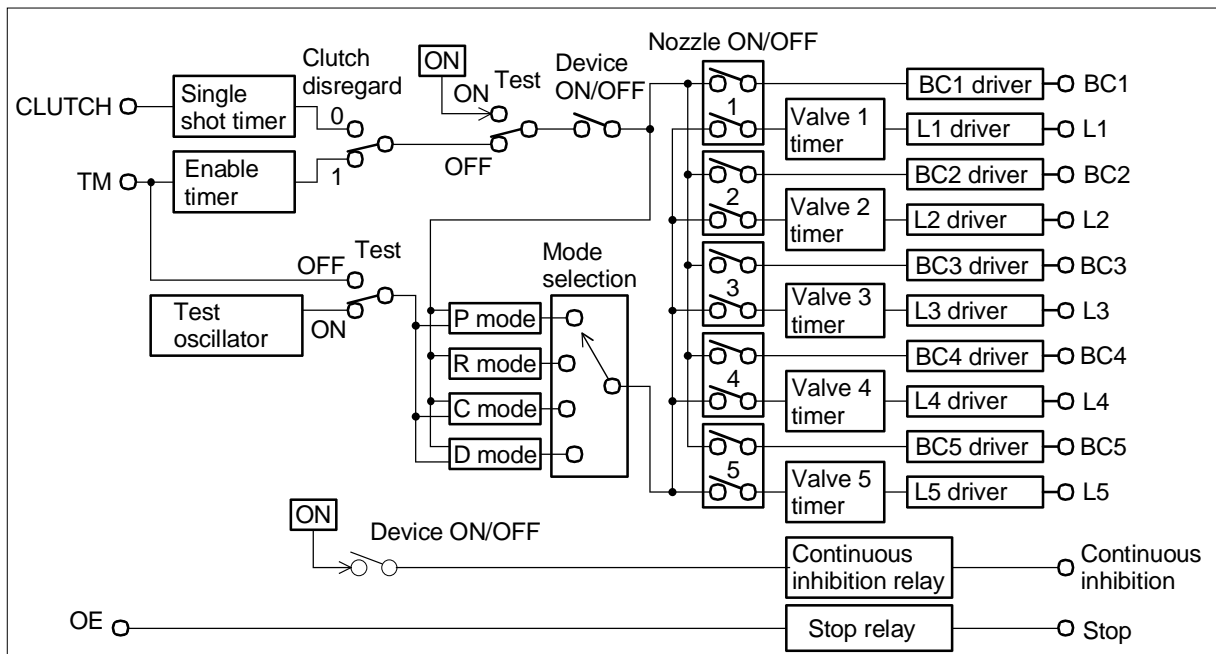 Nozzle ON/OFF
ON
Test
Device
ON/OFF
ON
Clutch
disregard
CLUTCH
Single
shot timer
0
1
OFF
TM
Enable
timer
BC1 driver
BC1
1
Valve 1
timer
L1 driver
L1
BC2 driver
BC2
2
Valve 2
timer
L2 driver
L2
Test
OFF
ON
Test
oscillator
Mode
selection
P mode
R mode
C mode
D mode
BC3 driver
BC3
3
Valve 3
timer
L3 driver
L3
BC4 driver
BC4
4
Valve 4
timer
L4 driver
L4
BC5 driver
BC5
5
Valve 5
timer
L5 driver
L5
ON
Device ON/OFF
Continuous
inhibition relay
Continuous
inhibition
OE
Stop relay
Stop